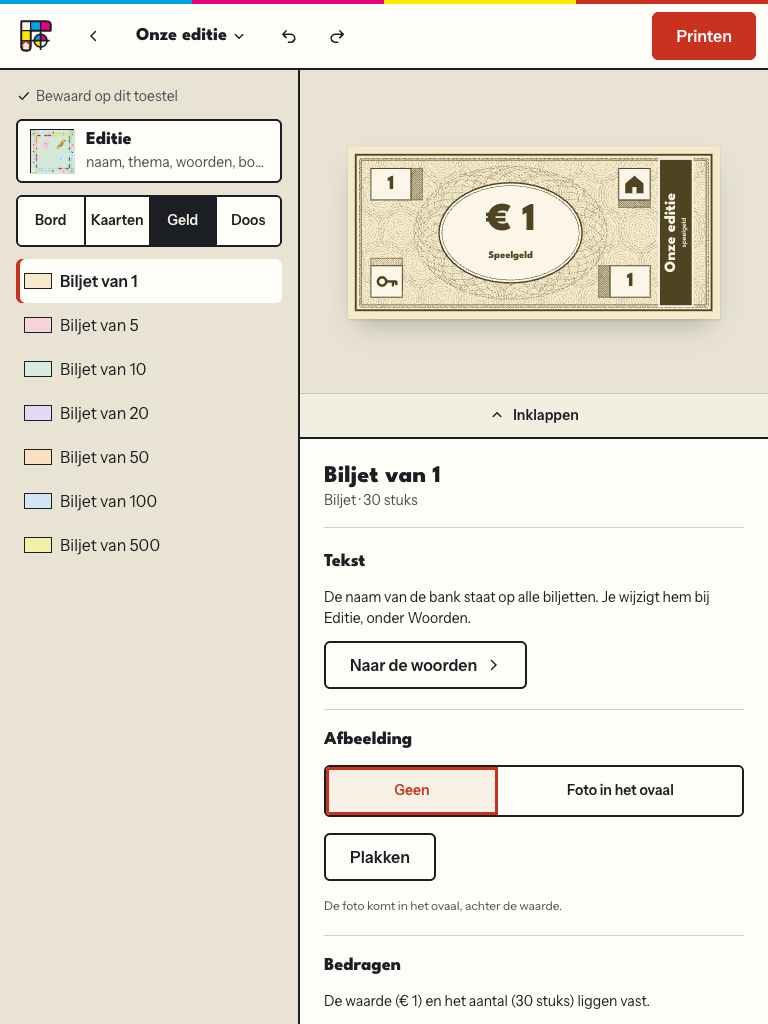 Onze editie
Printen
Bewaard op dit toestel
Editie
naam, thema, woorden, bo...
Bord
Kaarten
Geld
Doos
Biljet van 1
Biljet van 5
Biljet van 10
Biljet van 20
Biljet van 50
Biljet van 100
Biljet van 500
1
€ 1
Speelgeld
1
Onze editie
speelgeld
Inklappen
Biljet van 1
Biljet · 30 stuks
Tekst
De naam van de bank staat op alle biljetten. Je wijzigt hem bij
Editie, onder Woorden.
Naar de woorden
Afbeelding
Geen
Foto in het ovaal
Plakken
De foto komt in het ovaal, achter de waarde.
Bedragen
De waarde (€ 1) en het aantal (30 stuks) liggen vast.